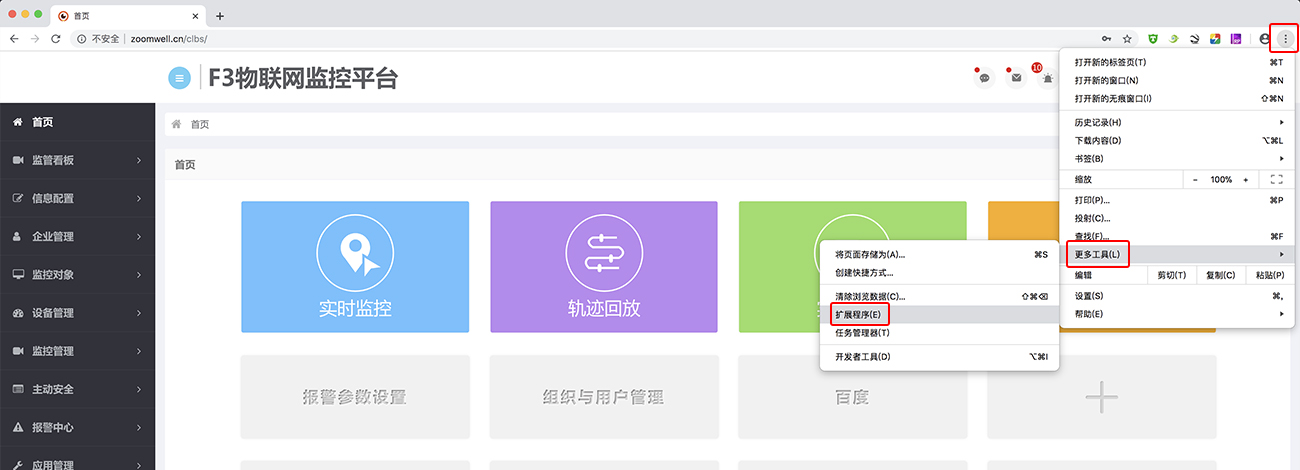 首页
不安全 | zoomwell.cn/clbs/
F3物联网监控平台
10
首页
监管看板
信息配置
企业管理
监控对象
设备管理
监控管理
主动安全
报警中心
应用管理
首页
首页
实时监控
轨迹回放
报警参数设置
组织与用户管理
百度
打开新的标签页(T) ⌘T
打开新的窗口(N) ⌘N
打开新的无痕窗口(I) ⇧⌘N
历史记录(H)
下载内容(D) ⌥⌘L
书签(B)
缩放 - 100% +
打印(P)... ⌘P
投射(C)...
查找(F)... ⌘F
更多工具(L)
编辑 剪切(T) 复制(C) 粘贴(P)
设置(S) ⌘,
帮助(E)
将页面存储为(A)... ⌘S
创建快捷方式...
清除浏览数据(C)... ⇧⌘⌫
扩展程序(E)
任务管理器(T)
开发者工具(D) ⌥⌘I